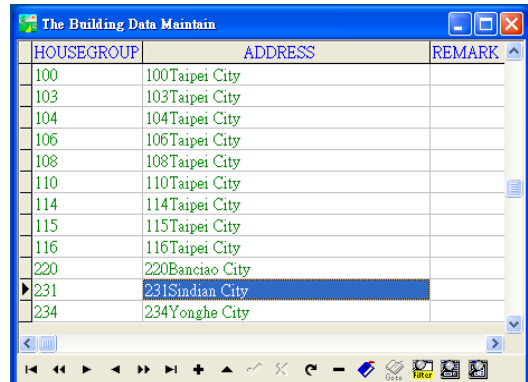 The Building Data Maintain
HOUSEGROUP ADDRESS REMARK
100 100Taipei City
103 103Taipei City
104 104Taipei City
106 106Taipei City
108 108Taipei City
110 110Taipei City
114 114Taipei City
115 115Taipei City
116 116Taipei City
220 220Banciao City
231 231Sindian City
234 234Yonghe City
Goto Filter